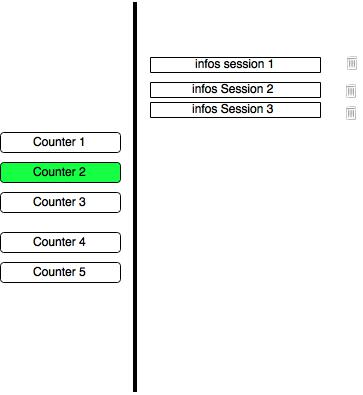 infos session 1
infos Session 2
infos Session 3
Counter 1
Counter 2
Counter 3
Counter 4
Counter 5